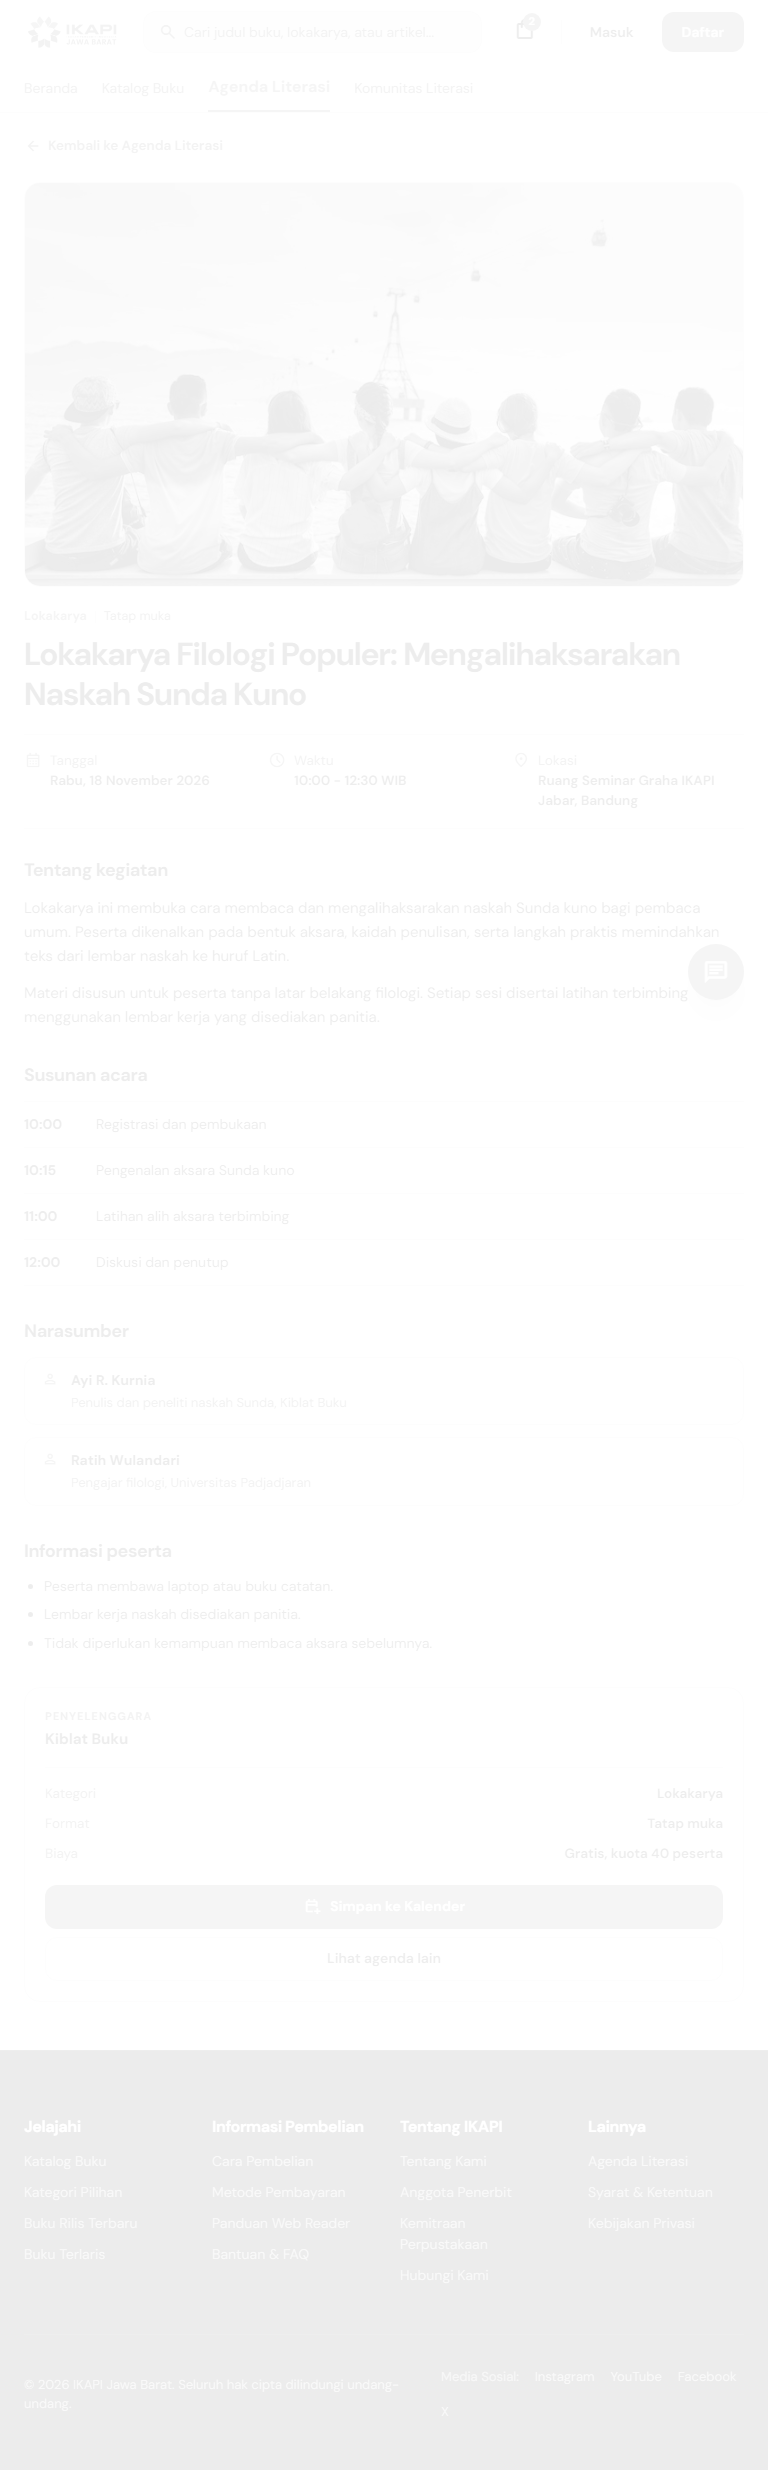 IKAPI
JAWA BARAT
Cari judul buku, lokakarya, atau artikel...
2
Masuk
Daftar
Beranda
Katalog Buku
Agenda Literasi
Komunitas Literasi
Kembali ke Agenda Literasi
Lokakarya
Tatap muka
Lokakarya Filologi Populer: Mengalihaksarakan
Naskah Sunda Kuno
Tanggal
Rabu, 18 November 2026
Waktu
10:00 - 12:30 WIB
Lokasi
Ruang Seminar Graha IKAPI
Jabar, Bandung
Tentang kegiatan
Lokakarya ini membuka cara membaca dan mengalihaksarakan naskah Sunda kuno bagi pembaca
umum. Peserta dikenalkan pada bentuk aksara, kaidah penulisan, serta langkah praktis memindahkan
teks dari lembar naskah ke huruf Latin.
Materi disusun untuk peserta tanpa latar belakang filologi. Setiap sesi disertai latihan terbimbing
menggunakan lembar kerja yang disediakan panitia.
Susunan acara
10:00 Registrasi dan pembukaan
10:15 Pengenalan aksara Sunda kuno
11:00 Latihan alih aksara terbimbing
12:00 Diskusi dan penutup
Narasumber
Ayi R. Kurnia
Penulis dan peneliti naskah Sunda, Kiblat Buku
Ratih Wulandari
Pengajar filologi, Universitas Padjadjaran
Informasi peserta
Peserta membawa laptop atau buku catatan.
Lembar kerja naskah disediakan panitia.
Tidak diperlukan kemampuan membaca aksara sebelumnya.
PENYELENGGARA
Kiblat Buku
Kategori Lokakarya
Format Tatap muka
Biaya Gratis, kuota 40 peserta
Simpan ke Kalender
Lihat agenda lain
Jelajahi
Katalog Buku
Kategori Pilihan
Buku Rilis Terbaru
Buku Terlaris
Informasi Pembelian
Cara Pembelian
Metode Pembayaran
Panduan Web Reader
Bantuan & FAQ
Tentang IKAPI
Tentang Kami
Anggota Penerbit
Kemitraan
Perpustakaan
Hubungi Kami
Lainnya
Agenda Literasi
Syarat & Ketentuan
Kebijakan Privasi
© 2026 IKAPI Jawa Barat. Seluruh hak cipta dilindungi undang-
undang.
Media Sosial: Instagram YouTube Facebook
X